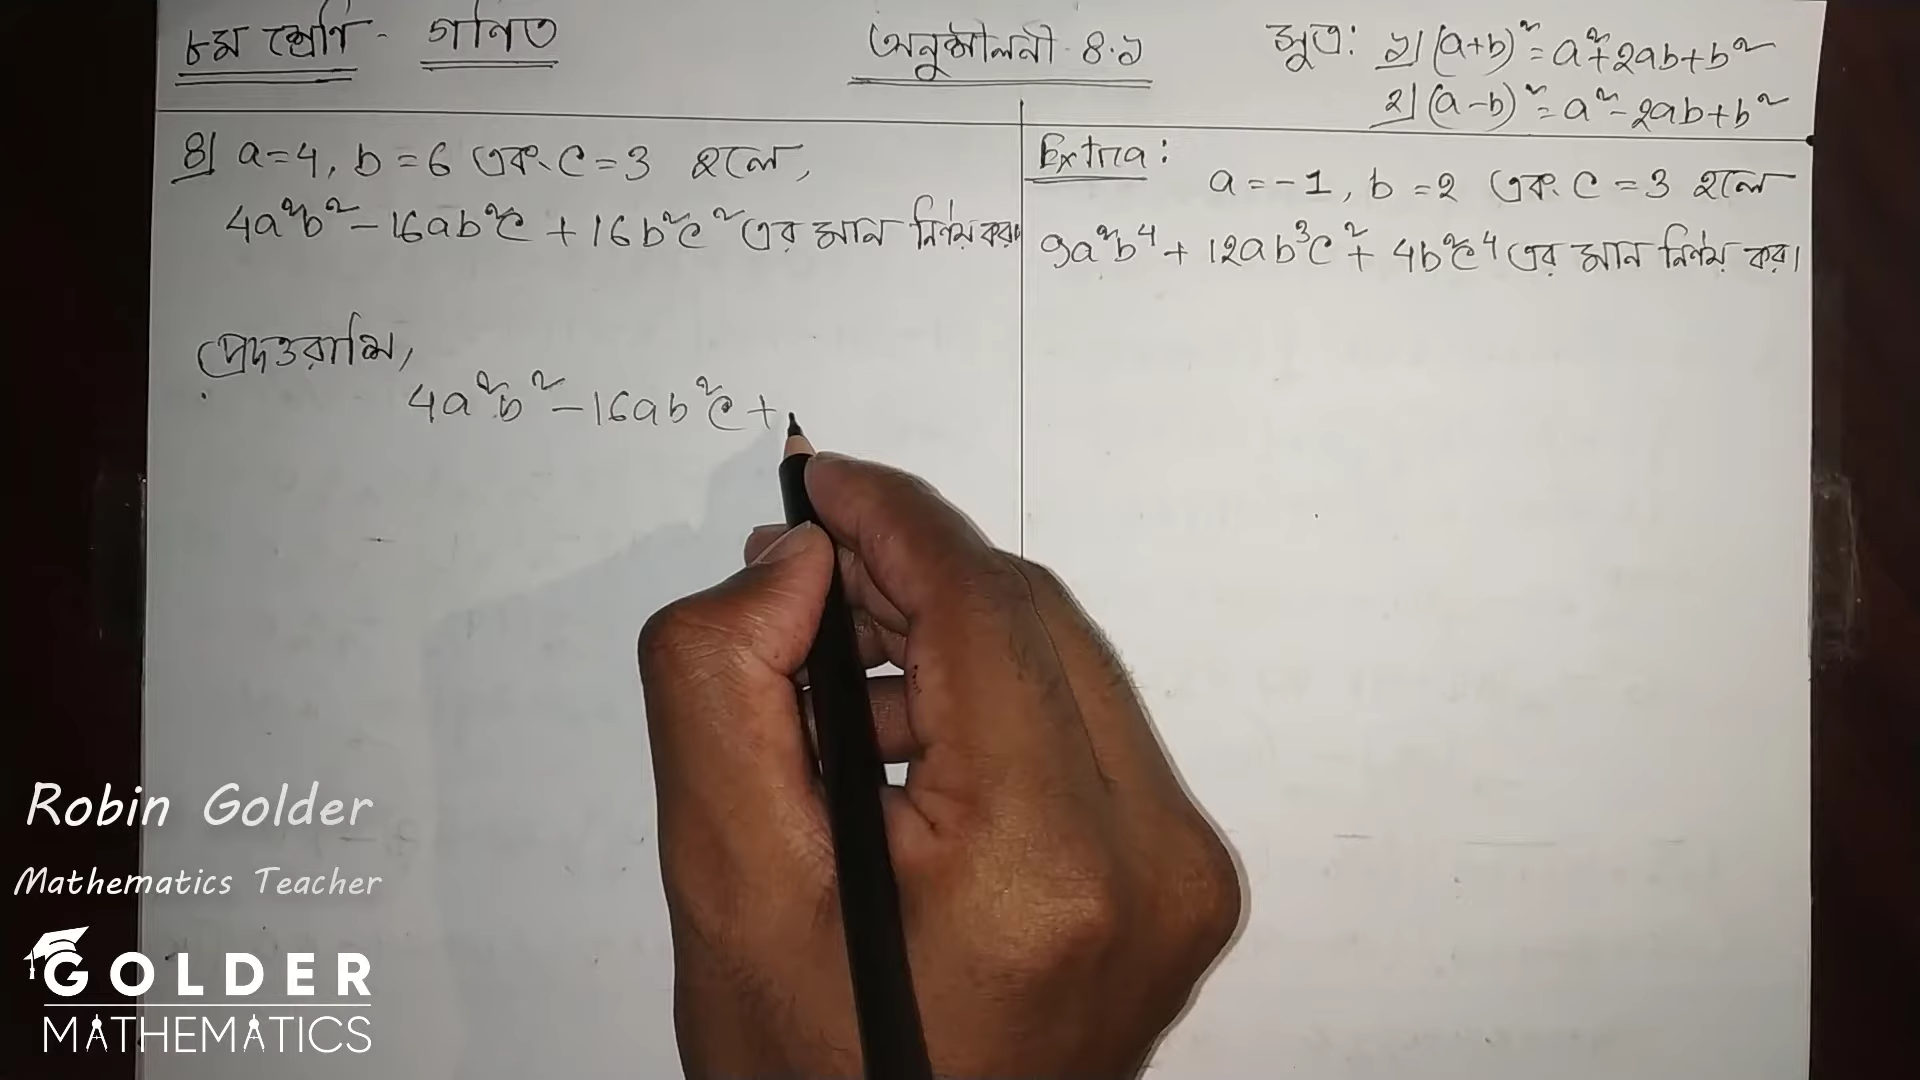 ৮ম শ্রেণি - গনিত
অনুশীলনী ৪.১
সূত্র: ১| (a+b)² = a²+2ab+b²
২| (a-b)² = a²-2ab+b²
৪| a=4, b=6 এবং c=3 হলে,
4a²b² - 16ab²c + 16b²c² এর মান নির্ণয় কর।
Extra:
a=-1, b=2 এবং c=3 হলে
9a²b⁴ + 12ab³c² + 4b²c⁴ এর মান নির্ণয় কর।
প্রদত্তরাশি,
4a²b² - 16ab²c +
Robin Golder
Mathematics Teacher
GOLDER
MATHEMATICS